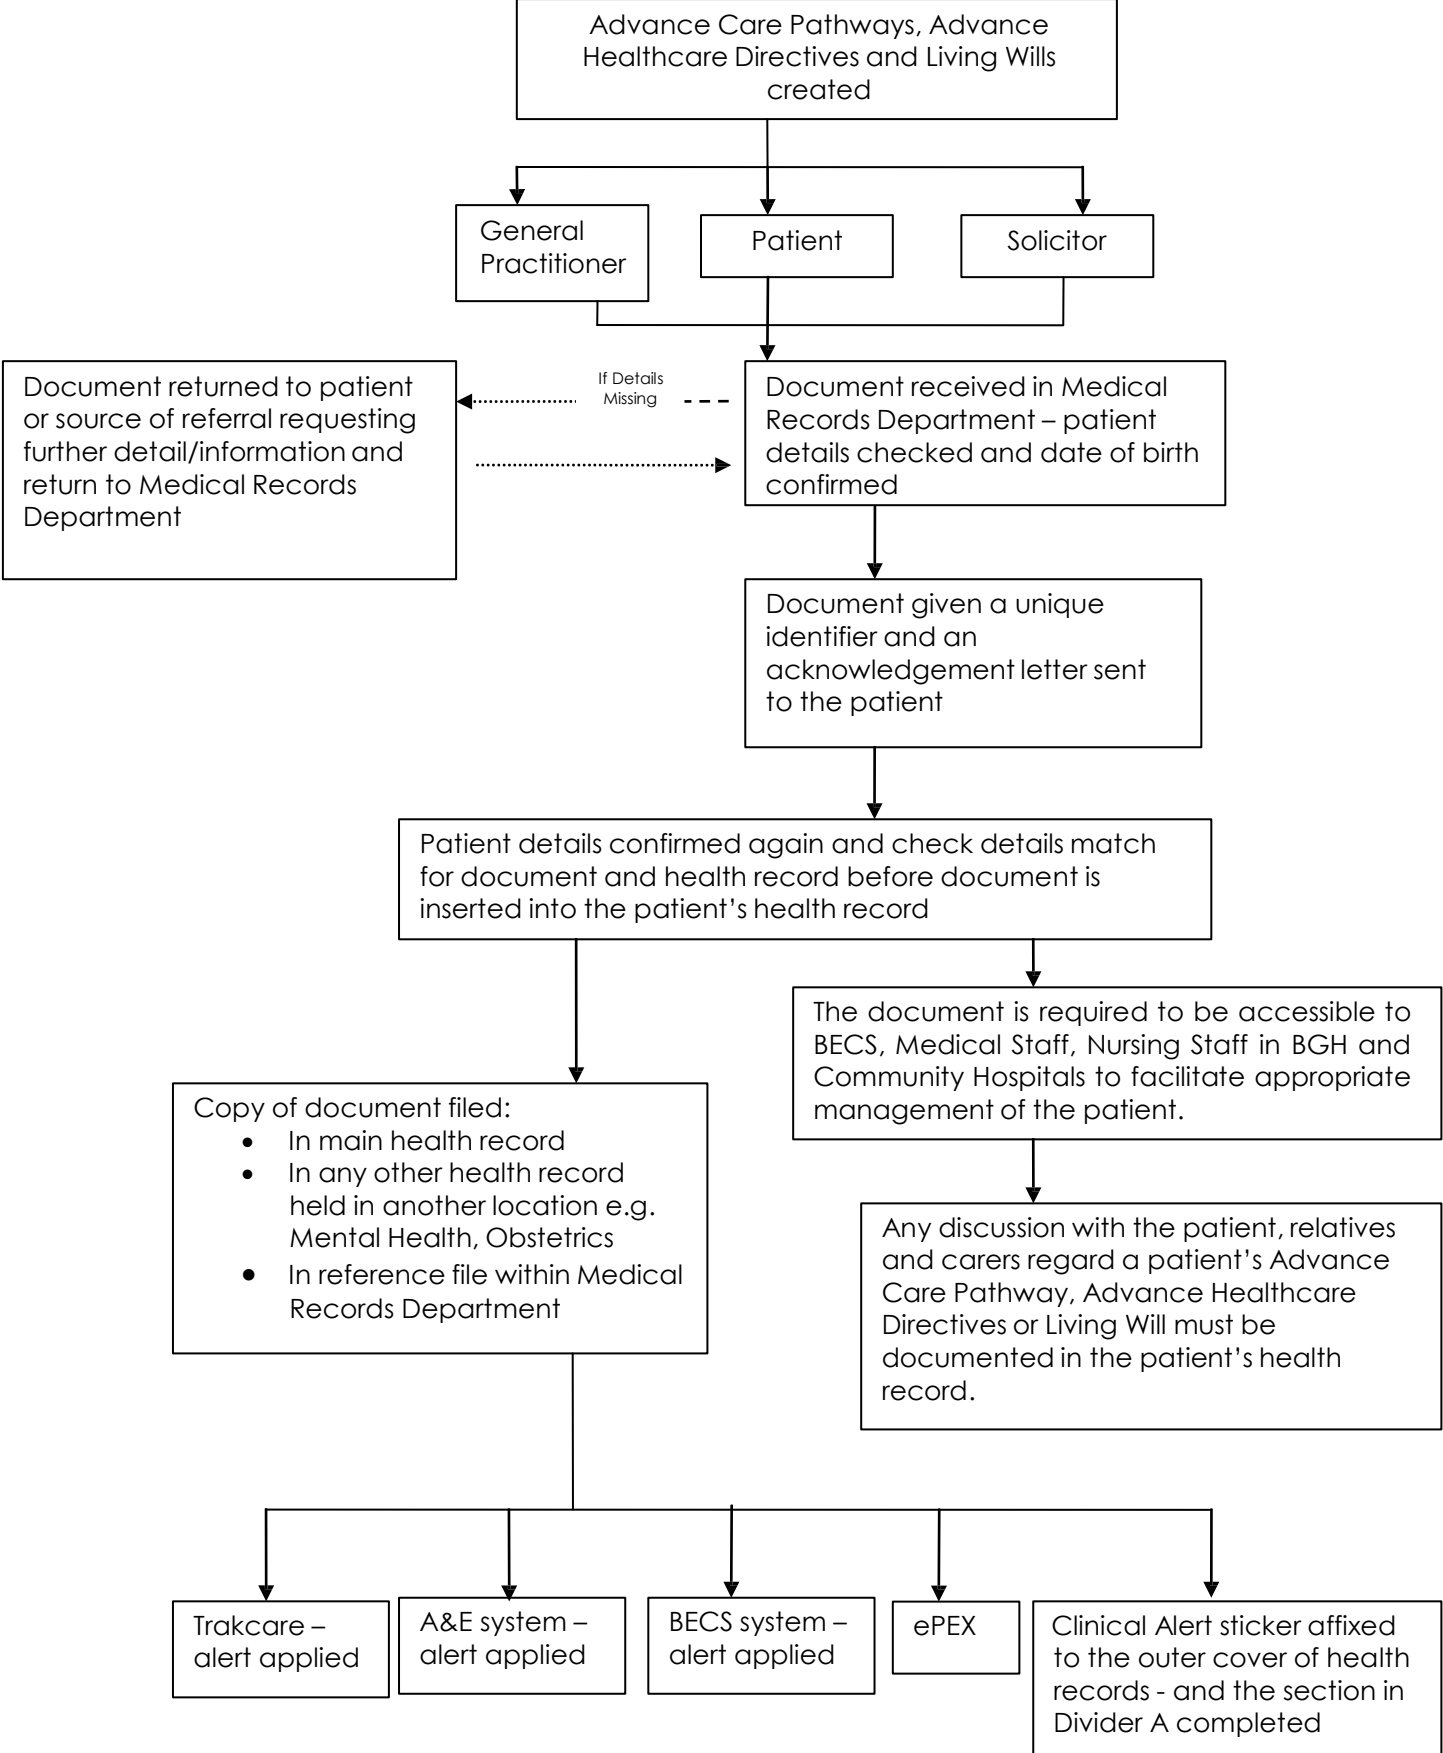 Advance Care Pathways, Advance
Healthcare Directives and Living Wills
created
General
Practitioner
Patient
Solicitor
Document returned to patient
or source of referral requesting
further detail/information and
return to Medical Records
Department
If Details
Missing
Document received in Medical
Records Department – patient
details checked and date of birth
confirmed
Document given a unique
identifier and an
acknowledgement letter sent
to the patient
Patient details confirmed again and check details match
for document and health record before document is
inserted into the patient's health record
The document is required to be accessible to
BECS, Medical Staff, Nursing Staff in BGH and
Community Hospitals to facilitate appropriate
management of the patient.
Copy of document filed:
• In main health record
• In any other health record
held in another location e.g.
Mental Health, Obstetrics
• In reference file within Medical
Records Department
Any discussion with the patient, relatives
and carers regard a patient's Advance
Care Pathway, Advance Healthcare
Directives or Living Will must be
documented in the patient's health
record.
Trakcare –
alert applied
A&E system –
alert applied
BECS system –
alert applied
ePEX
Clinical Alert sticker affixed
to the outer cover of health
records - and the section in
Divider A completed